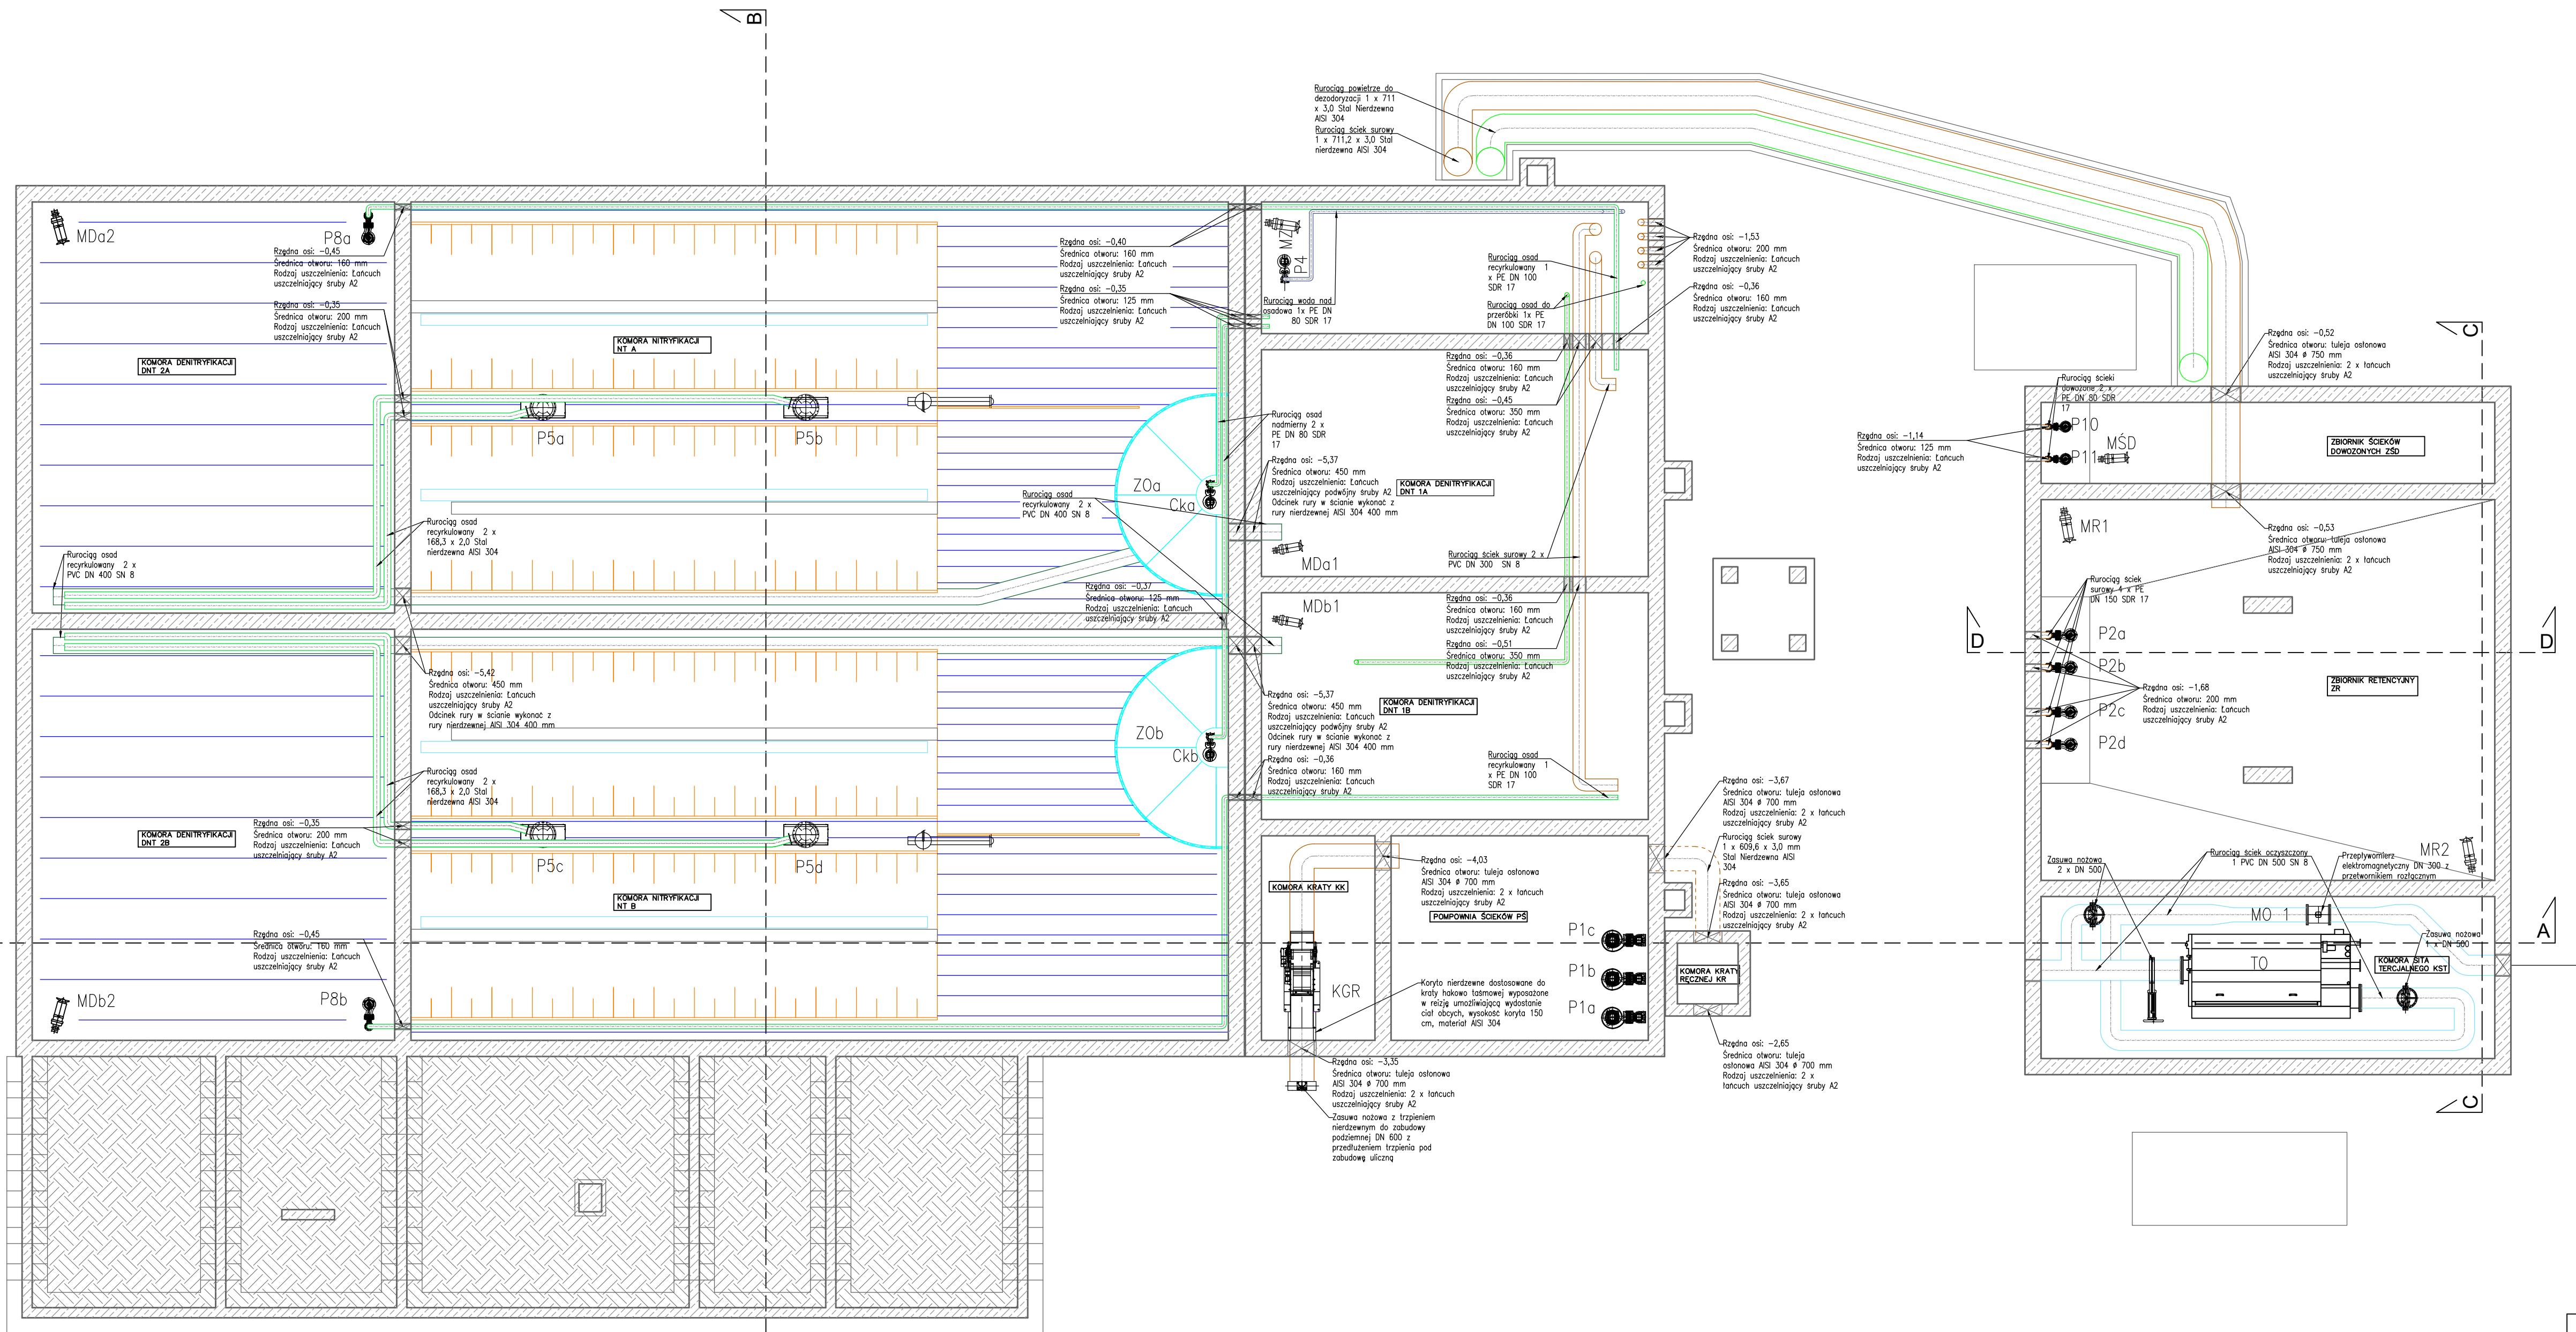 B
Rurociąg powietrze do
dezodoryzacji 1 x 711
x 3,0 Stal Nierdzewna
AISI 304
Rurociąg ściek surowy
1 x 711,2 x 3,0 Stal
nierdzewna AISI 304
MDa2
P8a
Rzędna osi: -0,45
Średnica otworu: 160 mm
Rodzaj uszczelnienia: Łańcuch
uszczelniający śruby A2
Rzędna osi: -0,35
Średnica otworu: 200 mm
Rodzaj uszczelnienia: Łańcuch
uszczelniający śruby A2
KOMORA DENITRYFIKACJI
DNT 2A
KOMORA NITRYFIKACJI
NT A
P5a
P5b
Rzędna osi: -0,40
Średnica otworu: 160 mm
Rodzaj uszczelnienia: Łańcuch
uszczelniający śruby A2
Rzędna osi: -0,35
Średnica otworu: 125 mm
Rodzaj uszczelnienia: Łańcuch
uszczelniający śruby A2
MZ
P4
Rurociąg woda nad
osadowa 1x PE DN
80 SDR 17
Rurociąg osad
recyrkulowany 1
x PE DN 100
SDR 17
Rurociąg osad do
przeróbki 1x PE
DN 100 SDR 17
Rzędna osi: -1,53
Średnica otworu: 200 mm
Rodzaj uszczelnienia: Łańcuch
uszczelniający śruby A2
Rzędna osi: -0,36
Średnica otworu: 160 mm
Rodzaj uszczelnienia: Łańcuch
uszczelniający śruby A2
Rzędna osi: -0,36
Średnica otworu: 160 mm
Rodzaj uszczelnienia: Łańcuch
uszczelniający śruby A2
Rzędna osi: -0,45
Średnica otworu: 350 mm
Rodzaj uszczelnienia: Łańcuch
uszczelniający śruby A2
Rurociąg osad
nadmierny 2 x
PE DN 80 SDR
17
Rzędna osi: -5,37
Średnica otworu: 450 mm
Rodzaj uszczelnienia: Łańcuch
uszczelniający podwójny śruby A2
Odcinek rury w ścianie wykonać z
rury nierdzewnej AISI 304 400 mm
KOMORA DENITRYFIKACJI
DNT 1A
ZOa
Cka
Rurociąg osad
recyrkulowany 2 x
PVC DN 400 SN 8
MDa1
Rurociąg ściek surowy 2 x
PVC DN 300 SN 8
Rurociąg osad
recyrkulowany 2 x
168,3 x 2,0 Stal
nierdzewna AISI 304
Rurociąg osad
recyrkulowany 2 x
PVC DN 400 SN 8
Rzędna osi: -0,37
Średnica otworu: 125 mm
Rodzaj uszczelnienia: Łańcuch
uszczelniający śruby A2
MDb1
Rzędna osi: -0,36
Średnica otworu: 160 mm
Rodzaj uszczelnienia: Łańcuch
uszczelniający śruby A2
Rzędna osi: -0,51
Średnica otworu: 350 mm
Rodzaj uszczelnienia: Łańcuch
uszczelniający śruby A2
Rzędna osi: -5,42
Średnica otworu: 450 mm
Rodzaj uszczelnienia: Łańcuch
uszczelniający śruby A2
Odcinek rury w ścianie wykonać z
rury nierdzewnej AISI 304 400 mm
Rzędna osi: -5,37
Średnica otworu: 450 mm
Rodzaj uszczelnienia: Łańcuch
uszczelniający podwójny śruby A2
Odcinek rury w ścianie wykonać z
rury nierdzewnej AISI 304 400 mm
KOMORA DENITRYFIKACJI
DNT 1B
ZOb
Ckb
Rzędna osi: -0,36
Średnica otworu: 160 mm
Rodzaj uszczelnienia: Łańcuch
uszczelniający śruby A2
Rurociąg osad
recyrkulowany 1
x PE DN 100
SDR 17
Rurociąg osad
recyrkulowany 2 x
168,3 x 2,0 Stal
nierdzewna AISI 304
Rzędna osi: -0,35
Średnica otworu: 200 mm
Rodzaj uszczelnienia: Łańcuch
uszczelniający śruby A2
KOMORA DENITRYFIKACJI
DNT 2B
P5c
P5d
KOMORA NITRYFIKACJI
NT B
Rzędna osi: -0,45
Średnica otworu: 160 mm
Rodzaj uszczelnienia: Łańcuch
uszczelniający śruby A2
MDb2
P8b
KOMORA KRATY KK
Rzędna osi: -4,03
Średnica otworu: tuleja osłonowa
AISI 304 ø 700 mm
Rodzaj uszczelnienia: 2 x łańcuch
uszczelniający śruby A2
POMPOWNIA ŚCIEKÓW PŚ
KGR
Koryto nierdzewne dostosowane do
kraty hakowo taśmowej wyposażone
w reizję umożliwiającą wydostanie
ciał obcych, wysokość koryta 150
cm, materiał AISI 304
P1c
P1b
P1a
Rzędna osi: -3,35
Średnica otworu: tuleja osłonowa
AISI 304 ø 700 mm
Rodzaj uszczelnienia: 2 x łańcuch
uszczelniający śruby A2
Zasuwa nożowa z trzpieniem
nierdzewnym do zabudowy
podziemnej DN 600 z
przedłużeniem trzpienia pod
zabudowę uliczną
Rzędna osi: -3,67
Średnica otworu: tuleja osłonowa
AISI 304 ø 700 mm
Rodzaj uszczelnienia: 2 x łańcuch
uszczelniający śruby A2
Rurociąg ściek surowy
1 x 609,6 x 3,0 mm
Stal Nierdzewna AISI
304
Rzędna osi: -3,65
Średnica otworu: tuleja osłonowa
AISI 304 ø 700 mm
Rodzaj uszczelnienia: 2 x łańcuch
uszczelniający śruby A2
KOMORA KRATY
RĘCZNEJ KR
Rzędna osi: -2,65
Średnica otworu: tuleja
osłonowa AISI 304 ø 700 mm
Rodzaj uszczelnienia: 2 x
łańcuch uszczelniający śruby A2
C
Rzędna osi: -0,52
Średnica otworu: tuleja osłonowa
AISI 304 ø 750 mm
Rodzaj uszczelnienia: 2 x łańcuch
uszczelniający śruby A2
Rurociąg ścieki
dowożone 2 x
PE DN 80 SDR
17
P10
P11
MŚD
Rzędna osi: -1,14
Średnica otworu: 125 mm
Rodzaj uszczelnienia: Łańcuch
uszczelniający śruby A2
ZBIORNIK ŚCIEKÓW
DOWOŻONYCH ZŚD
MR1
Rzędna osi: -0,53
Średnica otworu: tuleja osłonowa
AISI 304 ø 750 mm
Rodzaj uszczelnienia: 2 x łańcuch
uszczelniający śruby A2
Rurociąg ściek
surowy 4 x PE
DN 150 SDR 17
D
D
P2a
P2b
P2c
P2d
Rzędna osi: -1,68
Średnica otworu: 200 mm
Rodzaj uszczelnienia: Łańcuch
uszczelniający śruby A2
ZBIORNIK RETENCYJNY
ZR
MR2
Zasuwa nożowa
2 x DN 500
Rurociąg ściek oczyszczony
1 PVC DN 500 SN 8
Przepływomierz
elektromagnetyczny DN 300 z
przetwornikiem rozłącznym
MO 1
Zasuwa nożowa
1 x DN 500
TO
KOMORA SITA
TERCJALNEGO KST
A
C